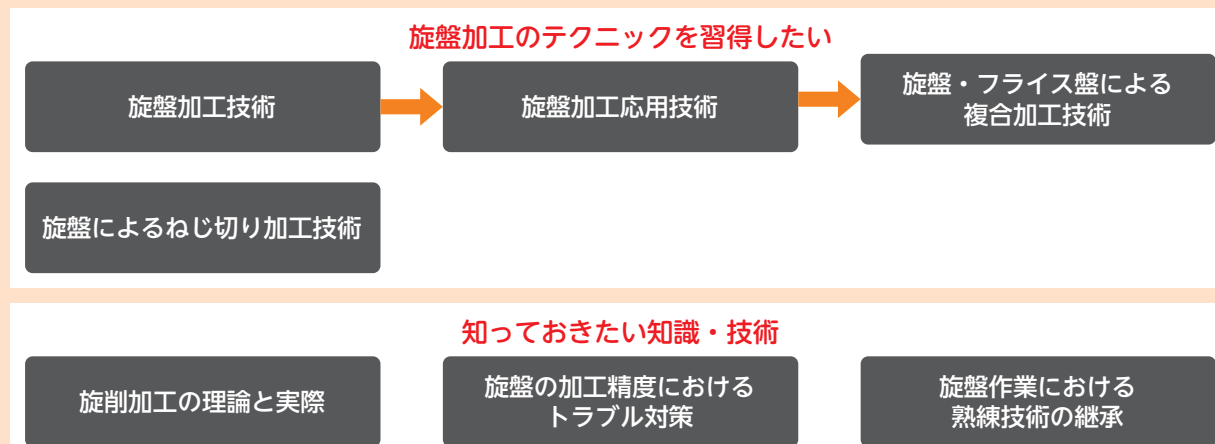 旋盤加工のテクニックを習得したい
旋盤加工技術
旋盤加工応用技術
旋盤・フライス盤による
複合加工技術
旋盤によるねじ切り加工技術
知っておきたい知識・技術
旋削加工の理論と実際
旋盤の加工精度における
トラブル対策
旋盤作業における
熟練技術の継承